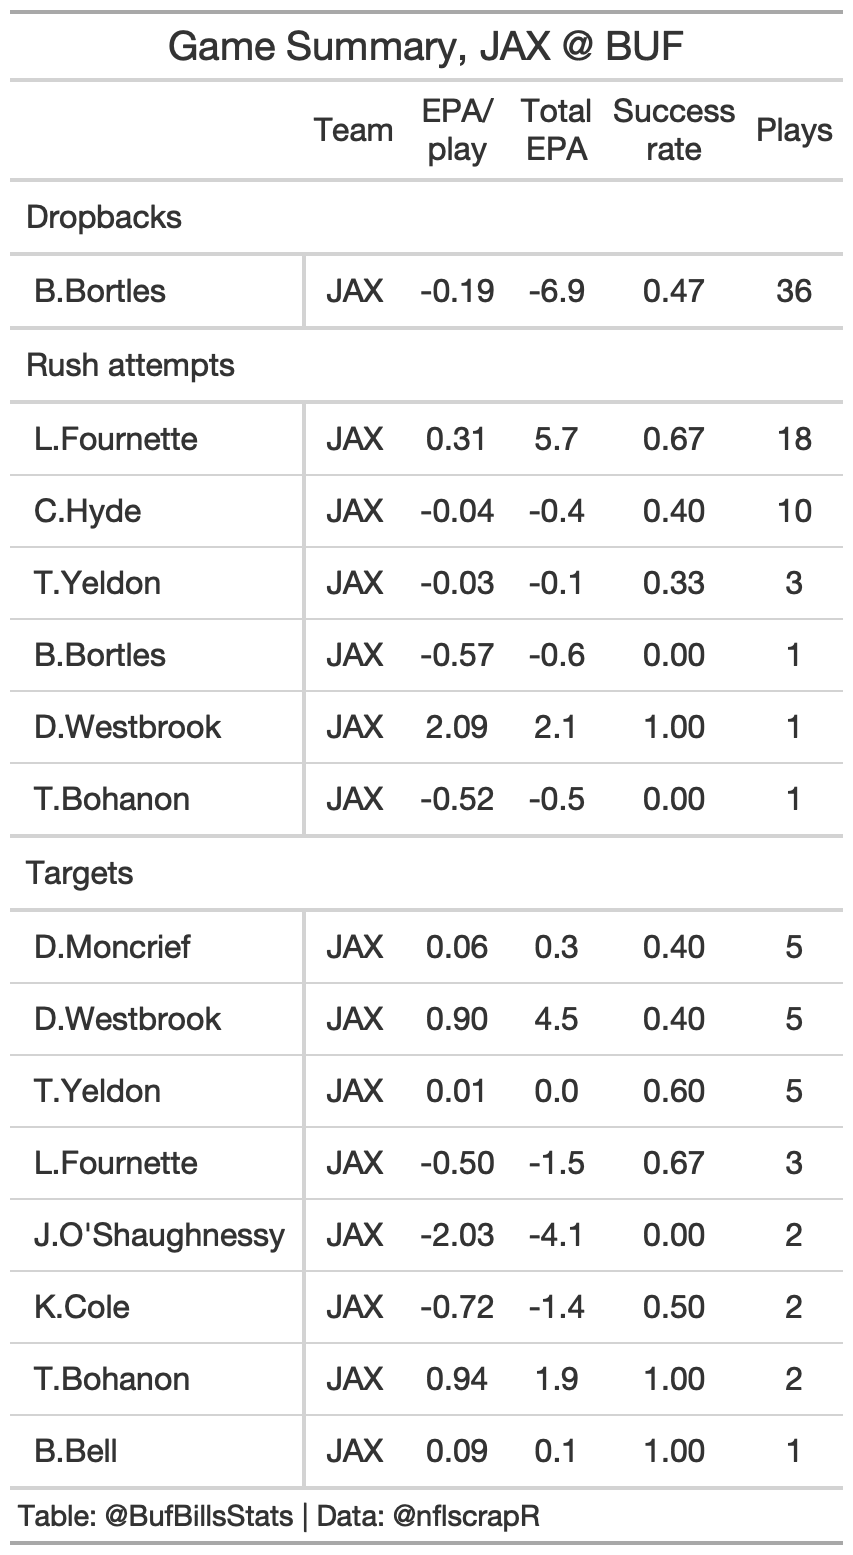 Game Summary, JAX @ BUF
Team EPA/ play Total EPA Success rate Plays
Dropbacks
B.Bortles JAX -0.19 -6.9 0.47 36
Rush attempts
L.Fournette JAX 0.31 5.7 0.67 18
C.Hyde JAX -0.04 -0.4 0.40 10
T.Yeldon JAX -0.03 -0.1 0.33 3
B.Bortles JAX -0.57 -0.6 0.00 1
D.Westbrook JAX 2.09 2.1 1.00 1
T.Bohanon JAX -0.52 -0.5 0.00 1
Targets
D.Moncrief JAX 0.06 0.3 0.40 5
D.Westbrook JAX 0.90 4.5 0.40 5
T.Yeldon JAX 0.01 0.0 0.60 5
L.Fournette JAX -0.50 -1.5 0.67 3
J.O'Shaughnessy JAX -2.03 -4.1 0.00 2
K.Cole JAX -0.72 -1.4 0.50 2
T.Bohanon JAX 0.94 1.9 1.00 2
B.Bell JAX 0.09 0.1 1.00 1
Table: @BufBillsStats | Data: @nflscrapR